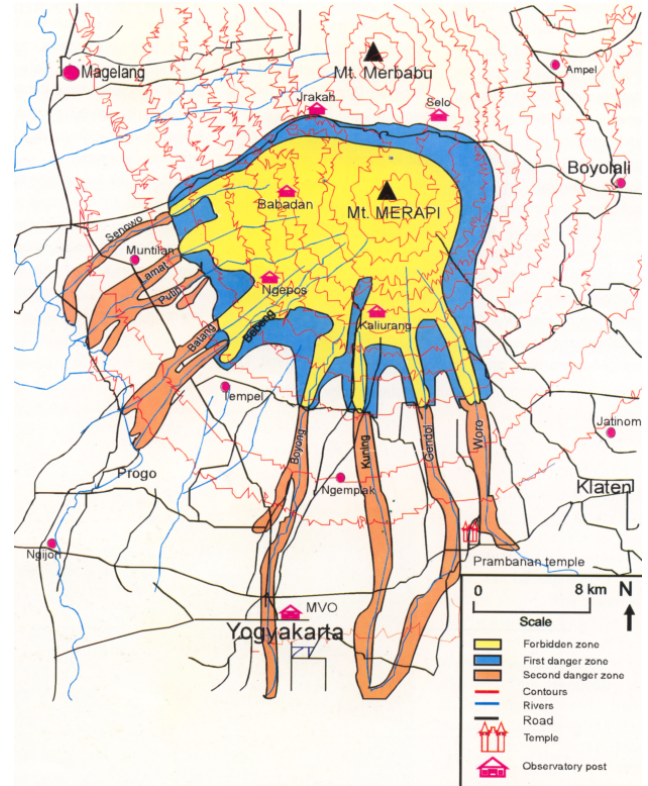 Mt. Merbabu
Magelang
Ampel
Jrakah
Selo
Boyolali
Babadan
Mt. MERAPI
Senowo
Muntilan
Lamat
Putih
Ngepos
Kaliurang
Batang
Bebeng
Tempel
Jatinom
Boyong
Kuning
Gendol
Woro
Progo
Ngemplak
Klaten
Ngijon
Prambanan temple
MVO
Yogyakarta
0 8 km
N
Scale
Forbidden zone
First danger zone
Second danger zone
Contours
Rivers
Road
Temple
Observatory post